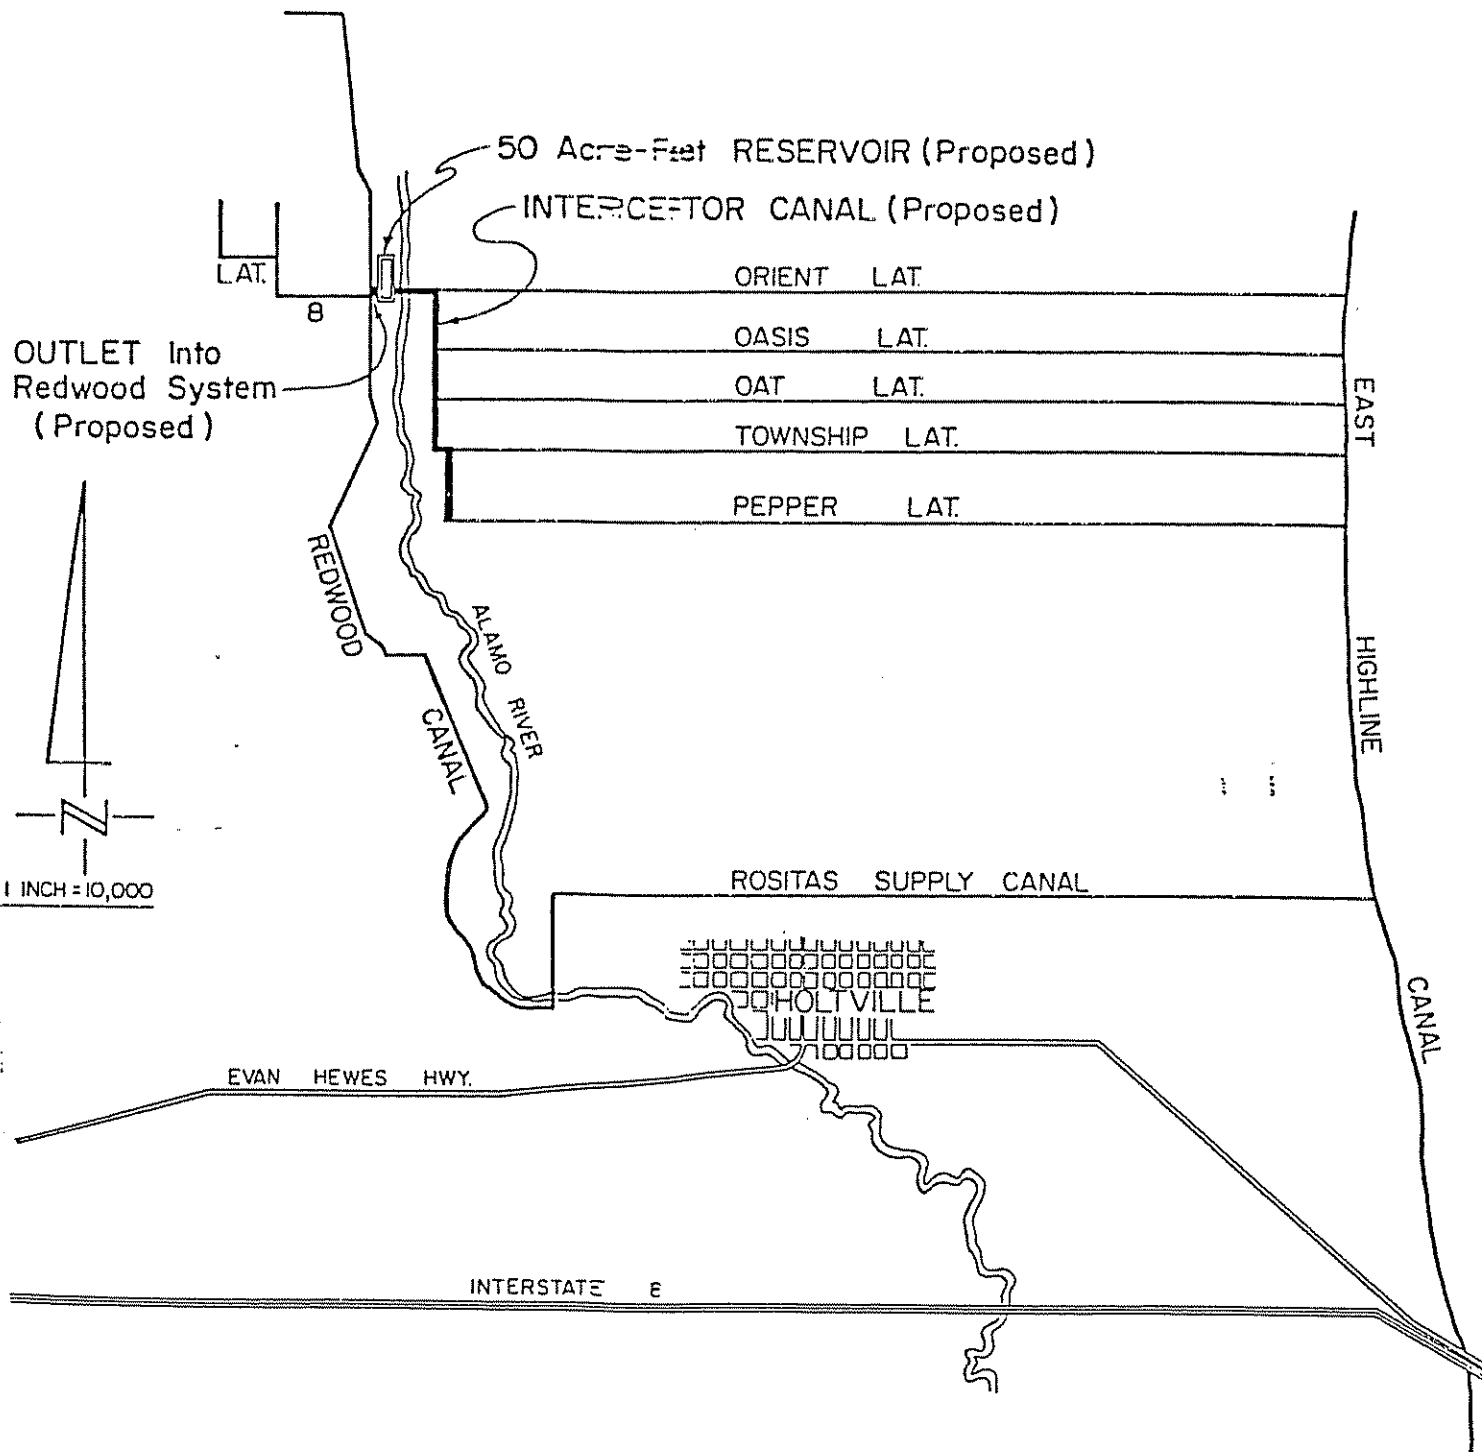 50 Acre-Feet RESERVOIR (Proposed)
INTERCEPTOR CANAL (Proposed)
LAT.
8
ORIENT LAT.
OASIS LAT.
OAT LAT.
TOWNSHIP LAT.
PEPPER LAT.
OUTLET Into
Redwood System
(Proposed)
EAST
HIGHLINE
CANAL
REDWOOD
CANAL
ALAMO RIVER
N
1 INCH = 10,000
ROSITAS SUPPLY CANAL
HOLTVILLE
EVAN HEWES HWY.
INTERSTATE 8